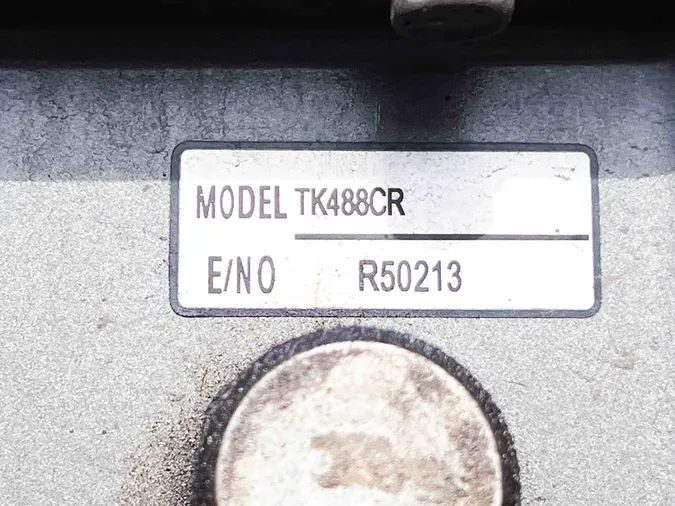 MODEL TK488CR
E/NO R50213